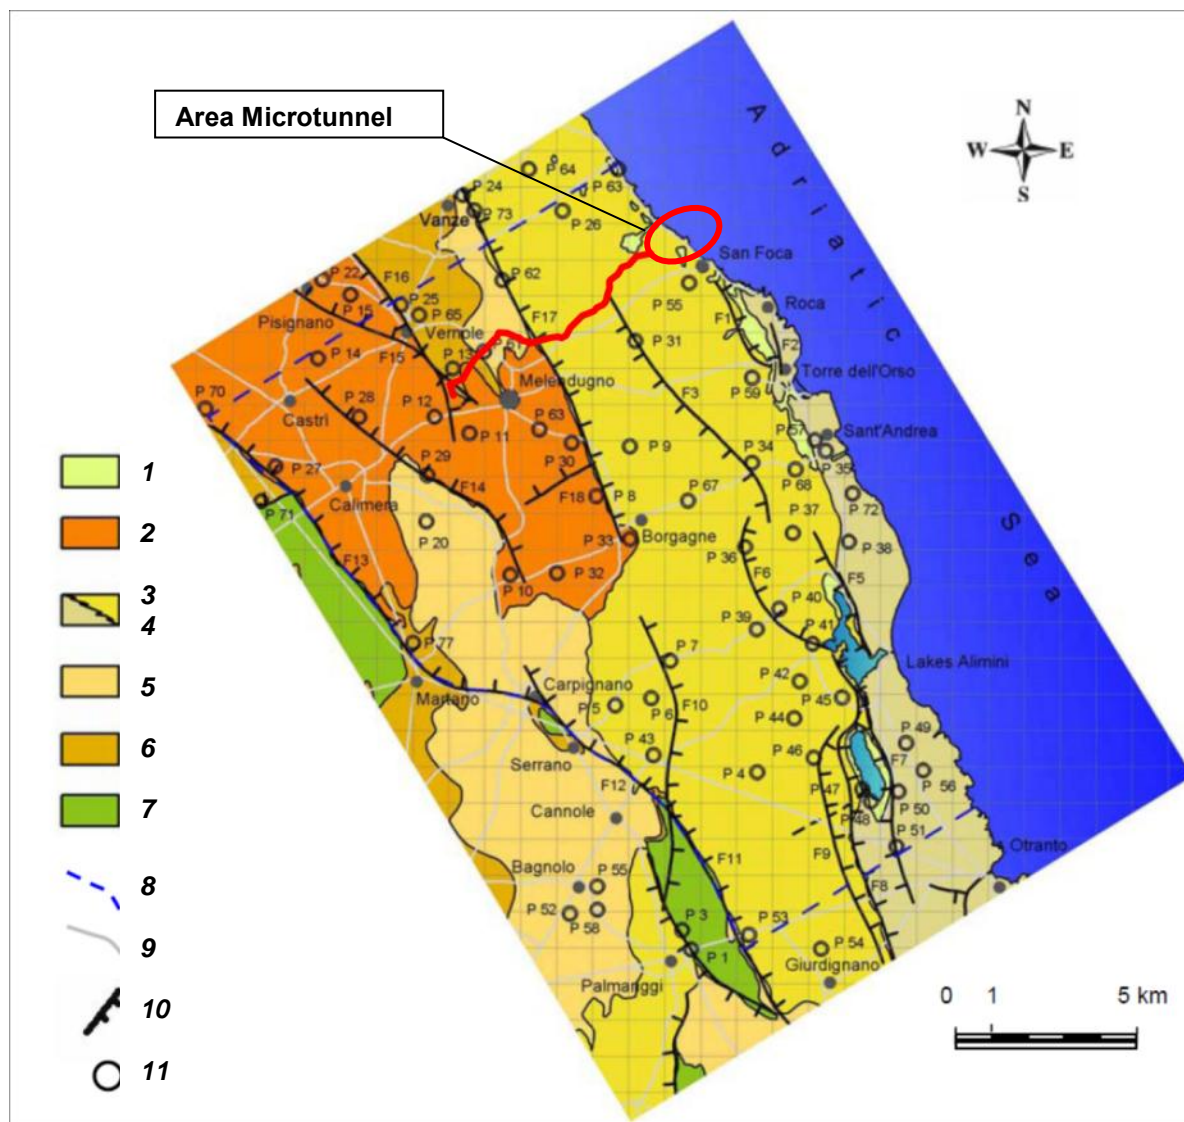 Area Microtunnel
Adriatic Sea
N
W E
S
P 64
P 63
P 24
Vanze
P 73
P 26
San Foca
P 22
F16
P 62
P 55
Roca
P 15
P 25
P 65
F17
F1
Pisignano
Vernole
P 31
F2
P 14
F15
P 13
P 61
Torre dell'Orso
Melendugno
P 59
F3
P 70
Castrì
P 28
P 12
P 63
P 57
Sant'Andrea
P 11
P 9
P 34
P 35
P 27
P 29
P 30
P 68
Calimera
F14
F18
P 8
P 67
P 72
P 71
P 20
P 37
Borgagne
P 33
P 36
P 38
F13
P 10
P 32
F6
F5
P 40
P 39
P 41
P 77
P 7
Lakes Alimini
Martano
Carpignano
P 42
P 45
P 5
P 6
F10
P 44
P 49
Serrano
P 43
P 46
F7
P 4
P 56
F12
P 47
P 50
Cannole
P 48
P 51
Otranto
F11
F9
Bagnolo
P 55
F8
P 52
P 3
P 58
P 53
P 1
P 54
Palmariggi
Giurdignano
1
2
3
4
5
6
7
8
9
10
11
0 1 5 km